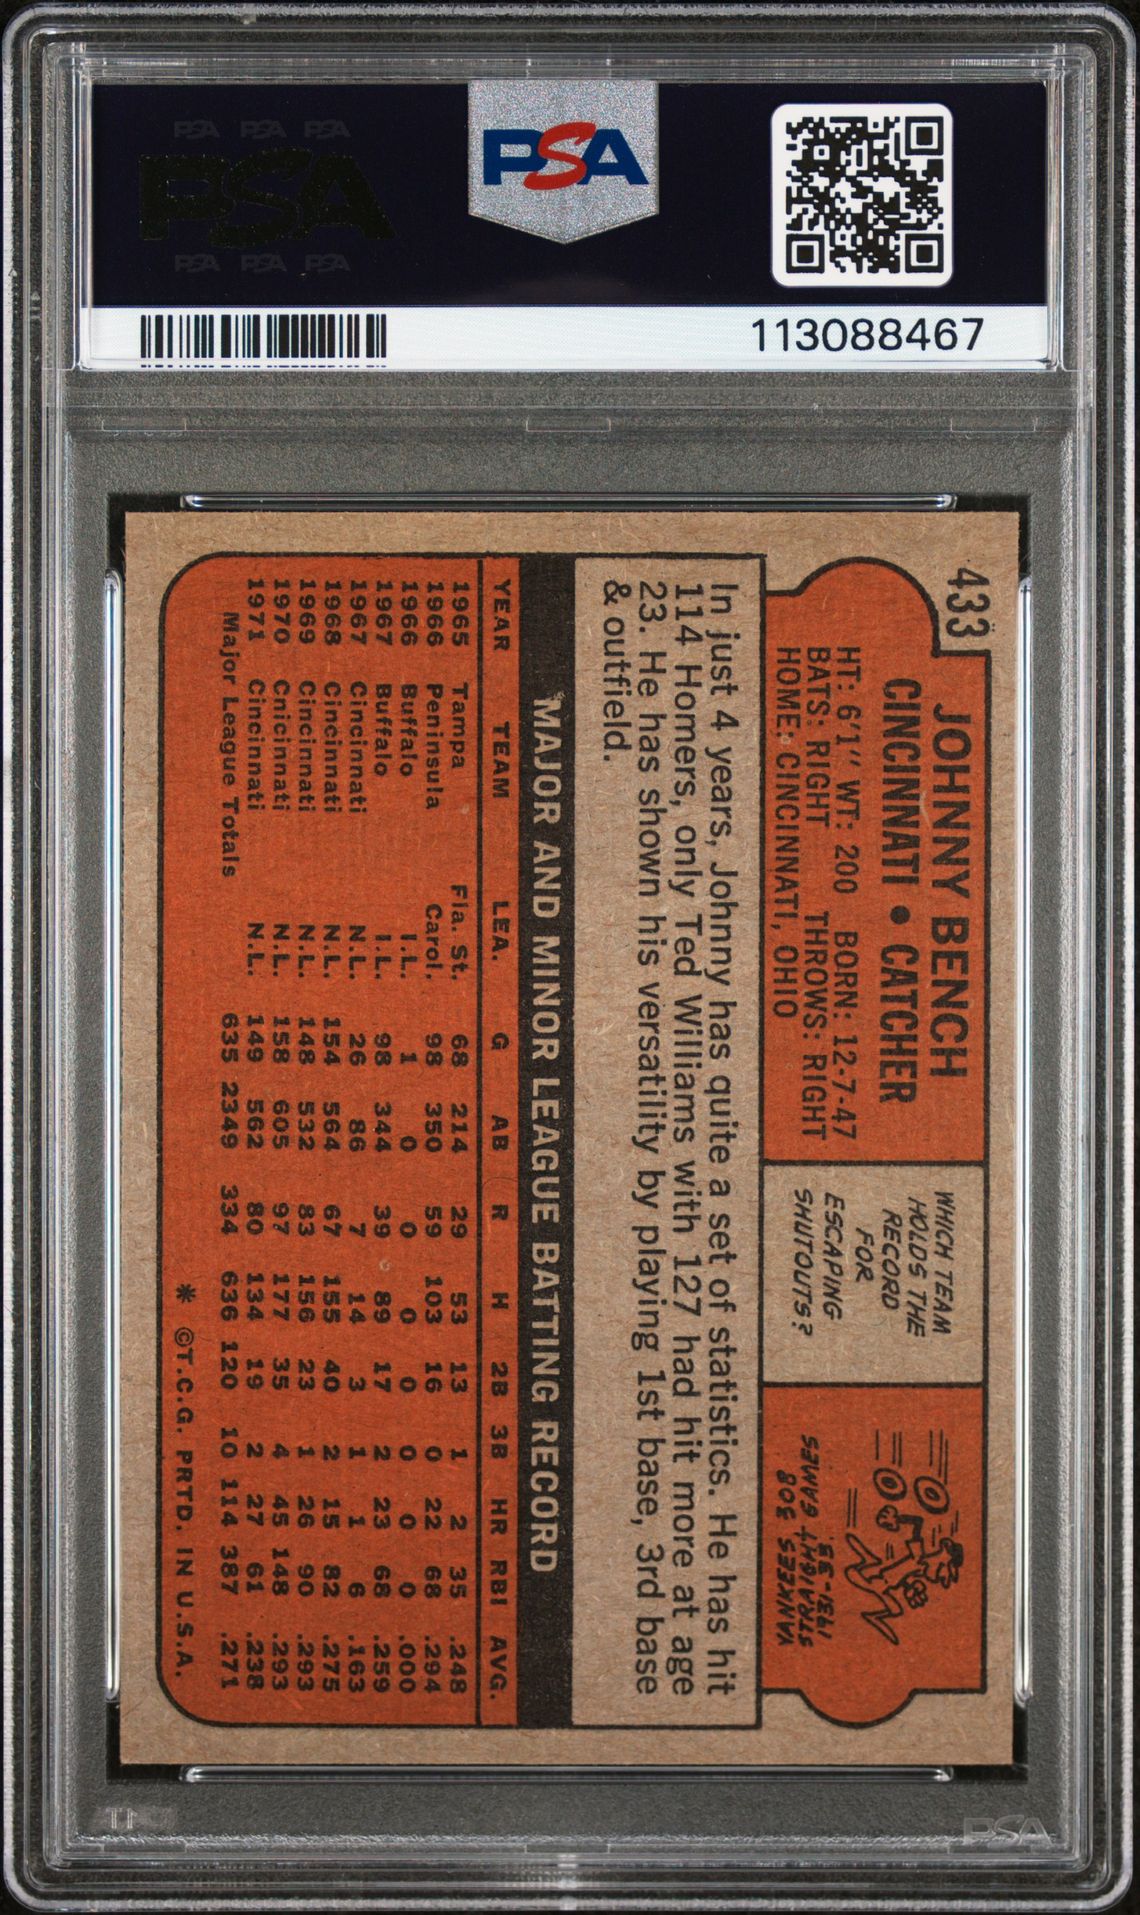 PSA PSA PSA
PSA
PSA PSA PSA
PSA
113088467
433
JOHNNY BENCH
CINCINNATI • CATCHER
HT: 6'1" WT: 200 BORN: 12-7-47
BATS: RIGHT THROWS: RIGHT
HOME: CINCINNATI, OHIO
WHICH TEAM
HOLDS THE
RECORD
FOR
ESCAPING
SHUTOUTS?
YANKEES 308
STRAIGHT GAMES
1931-33
In just 4 years, Johnny has quite a set of statistics. He has hit
114 Homers, only Ted Williams with 127 had hit more at age
23. He has shown his versatility by playing 1st base, 3rd base
& outfield.
MAJOR AND MINOR LEAGUE BATTING RECORD
YEAR TEAM LEA. G AB R H 2B 3B HR RBI AVG.
1965 Tampa Fla. St. 68 214 29 53 13 1 2 35 .248
1966 Peninsula Carol. 98 350 59 103 16 0 22 68 .294
1966 Buffalo I.L. 1 0 0 0 0 0 0 0 .000
1967 Buffalo I.L. 98 344 39 89 17 2 23 68 .259
1967 Cincinnati N.L. 26 86 7 14 3 1 1 6 .163
1968 Cincinnati N.L. 154 564 67 155 40 2 15 82 .275
1969 Cincinnati N.L. 148 532 83 156 23 1 26 90 .293
1970 Cnicinnati N.L. 158 605 97 177 35 4 45 148 .293
1971 Cincinnati N.L. 149 562 80 134 19 2 27 61 .238
Major League Totals 635 2349 334 636 120 10 114 387 .271
* ©T.C.G. PRTD. IN U.S.A.
PSA